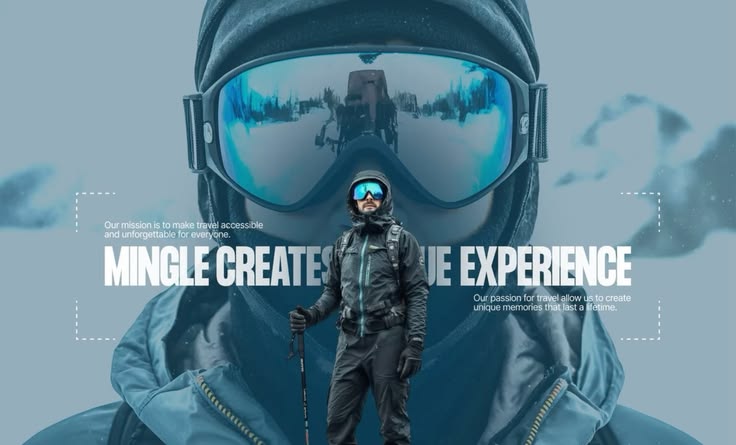 Our mission is to make travel accessible
and unforgettable for everyone.
MINGLE CREATES UE EXPERIENCE
Our passion for travel allow us to create
unique memories that last a lifetime.